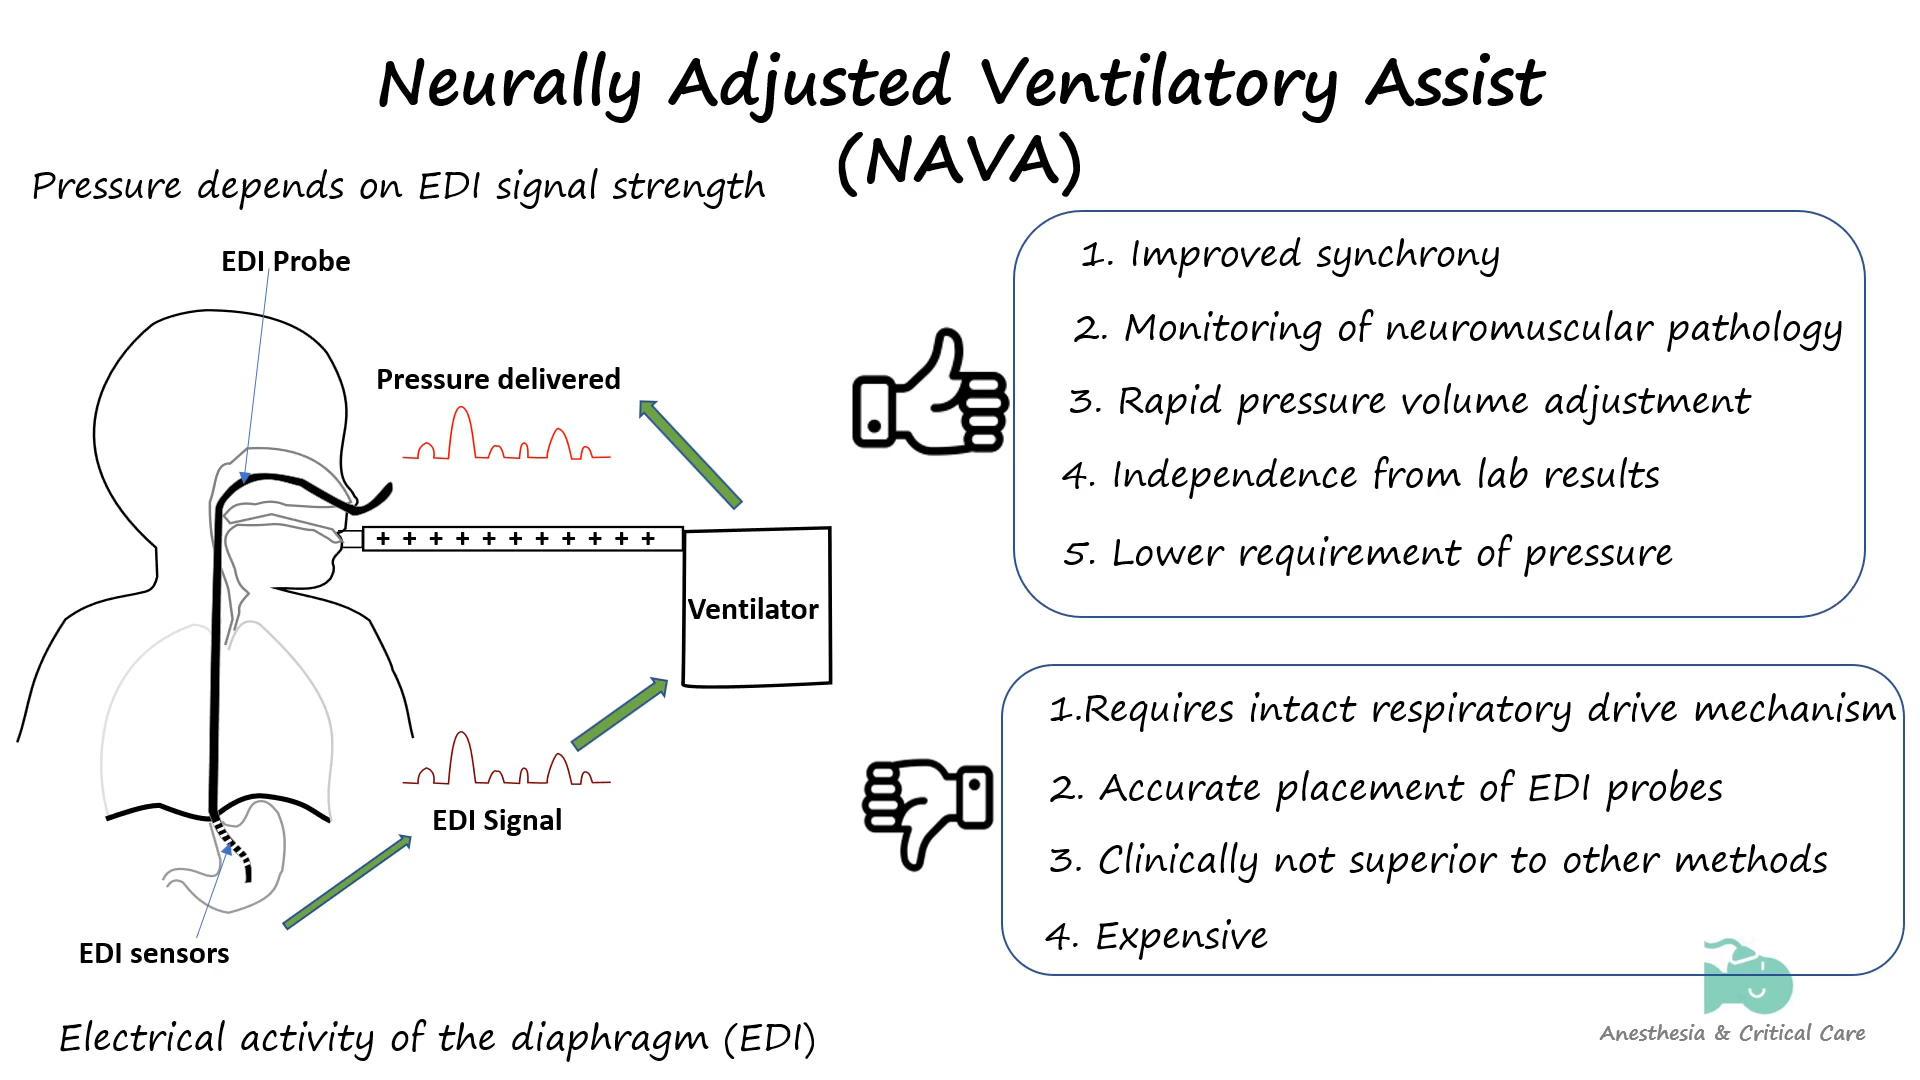 Neurally Adjusted Ventilatory Assist
(NAVA)
Pressure depends on EDI signal strength
EDI Probe
Pressure delivered
+ + + + + + + + + + +
Ventilator
EDI Signal
EDI sensors
Electrical activity of the diaphragm (EDI)
1. Improved synchrony
2. Monitoring of neuromuscular pathology
3. Rapid pressure volume adjustment
4. Independence from lab results
5. Lower requirement of pressure
1.Requires intact respiratory drive mechanism
2. Accurate placement of EDI probes
3. Clinically not superior to other methods
4. Expensive
Anesthesia & Critical Care